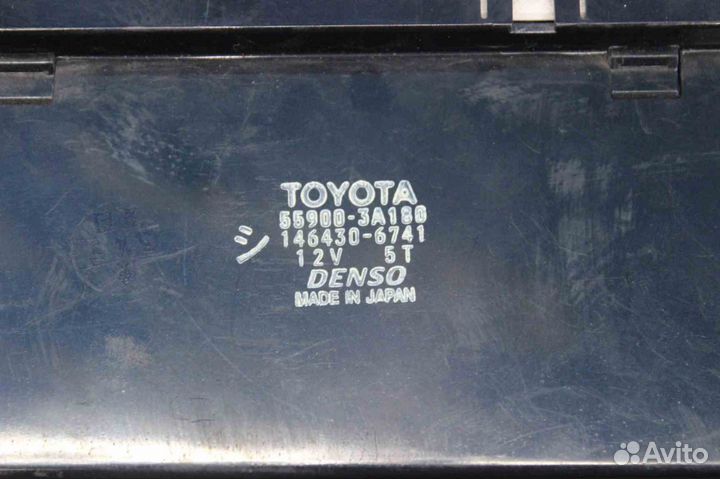 TOYOTA
55900-3A180
シ 146430-6741
12V 5T
DENSO
MADE IN JAPAN
Avito